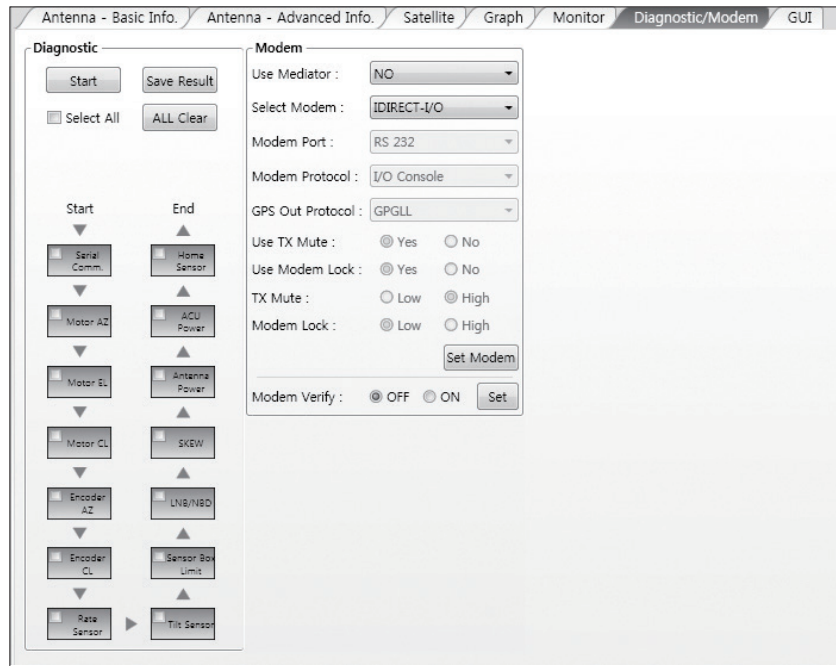 Antenna - Basic Info. Antenna - Advanced Info. Satellite Graph Monitor Diagnostic/Modem GUI
Diagnostic
Start Save Result
Select All ALL Clear
Start End
Serial Comm. Home Sensor
Motor AZ ACU Power
Motor EL Antenna Power
Motor CL SKEW
Encoder AZ LNB/NBD
Encoder CL Sensor Box Limit
Rate Sensor Tilt Sensor
Modem
Use Mediator : NO
Select Modem : IDIRECT-I/O
Modem Port : RS 232
Modem Protocol : I/O Console
GPS Out Protocol : GPGLL
Use TX Mute : Yes No
Use Modem Lock : Yes No
TX Mute : Low High
Modem Lock : Low High
Set Modem
Modem Verify : OFF ON Set